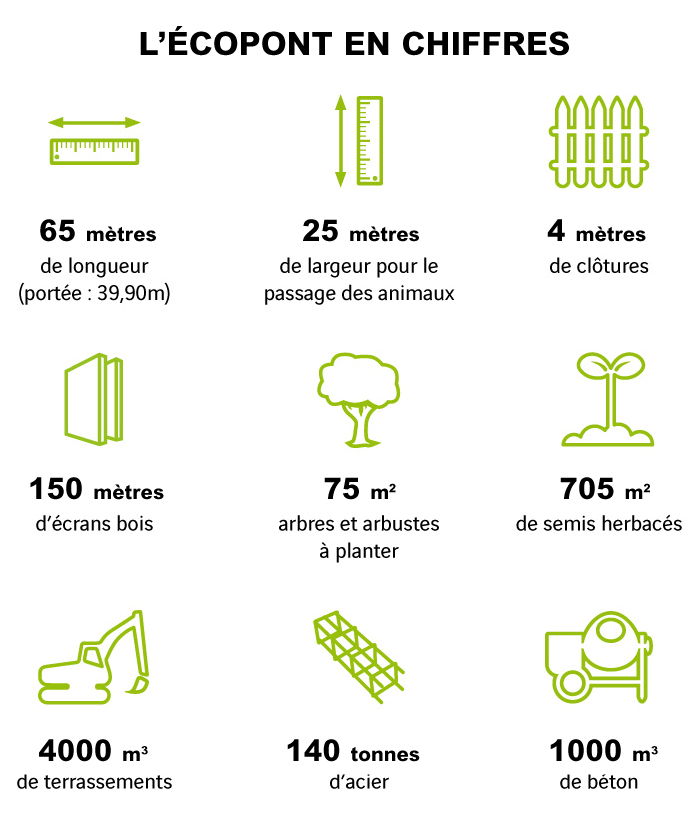 L’ÉCOPONT EN CHIFFRES
65 mètres
de longueur
(portée : 39,90m)
25 mètres
de largeur pour le
passage des animaux
4 mètres
de clôtures
150 mètres
d’écrans bois
75 m²
arbres et arbustes
à planter
705 m²
de semis herbacés
4000 m³
de terrassements
140 tonnes
d’acier
1000 m³
de béton